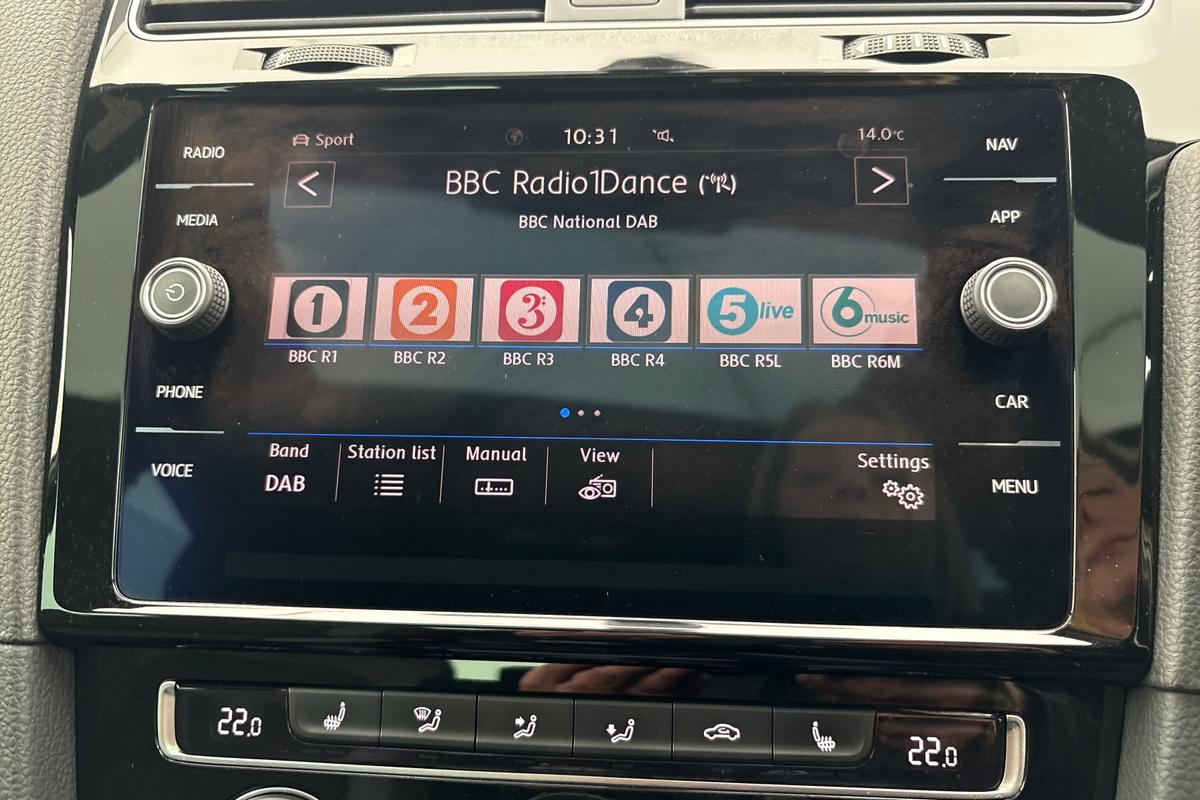 RADIO
MEDIA
PHONE
VOICE
Sport
10:31
14.0°C
<
BBC Radio1Dance
>
BBC National DAB
1
2
3
4
5 live
6 music
BBC R1
BBC R2
BBC R3
BBC R4
BBC R5L
BBC R6M
Band
DAB
Station list
Manual
View
Settings
NAV
APP
CAR
MENU
22.0
22.0